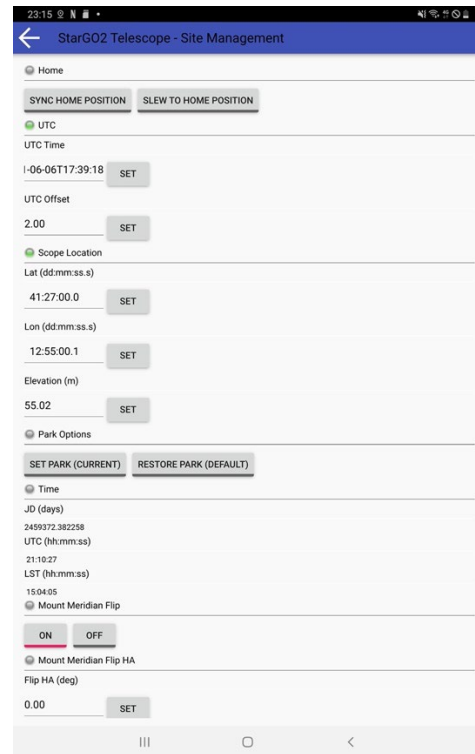 23:15
StarGO2 Telescope - Site Management
Home
SYNC HOME POSITION SLEW TO HOME POSITION
UTC
UTC Time
-06-06T17:39:18 SET
UTC Offset
2.00 SET
Scope Location
Lat (dd:mm:ss.s)
41:27:00.0 SET
Lon (dd:mm:ss.s)
12:55:00.1 SET
Elevation (m)
55.02 SET
Park Options
SET PARK (CURRENT) RESTORE PARK (DEFAULT)
Time
JD (days)
2459372.382258
UTC (hh:mm:ss)
21:10:27
LST (hh:mm:ss)
15:04:05
Mount Meridian Flip
ON OFF
Mount Meridian Flip HA
Flip HA (deg)
0.00 SET